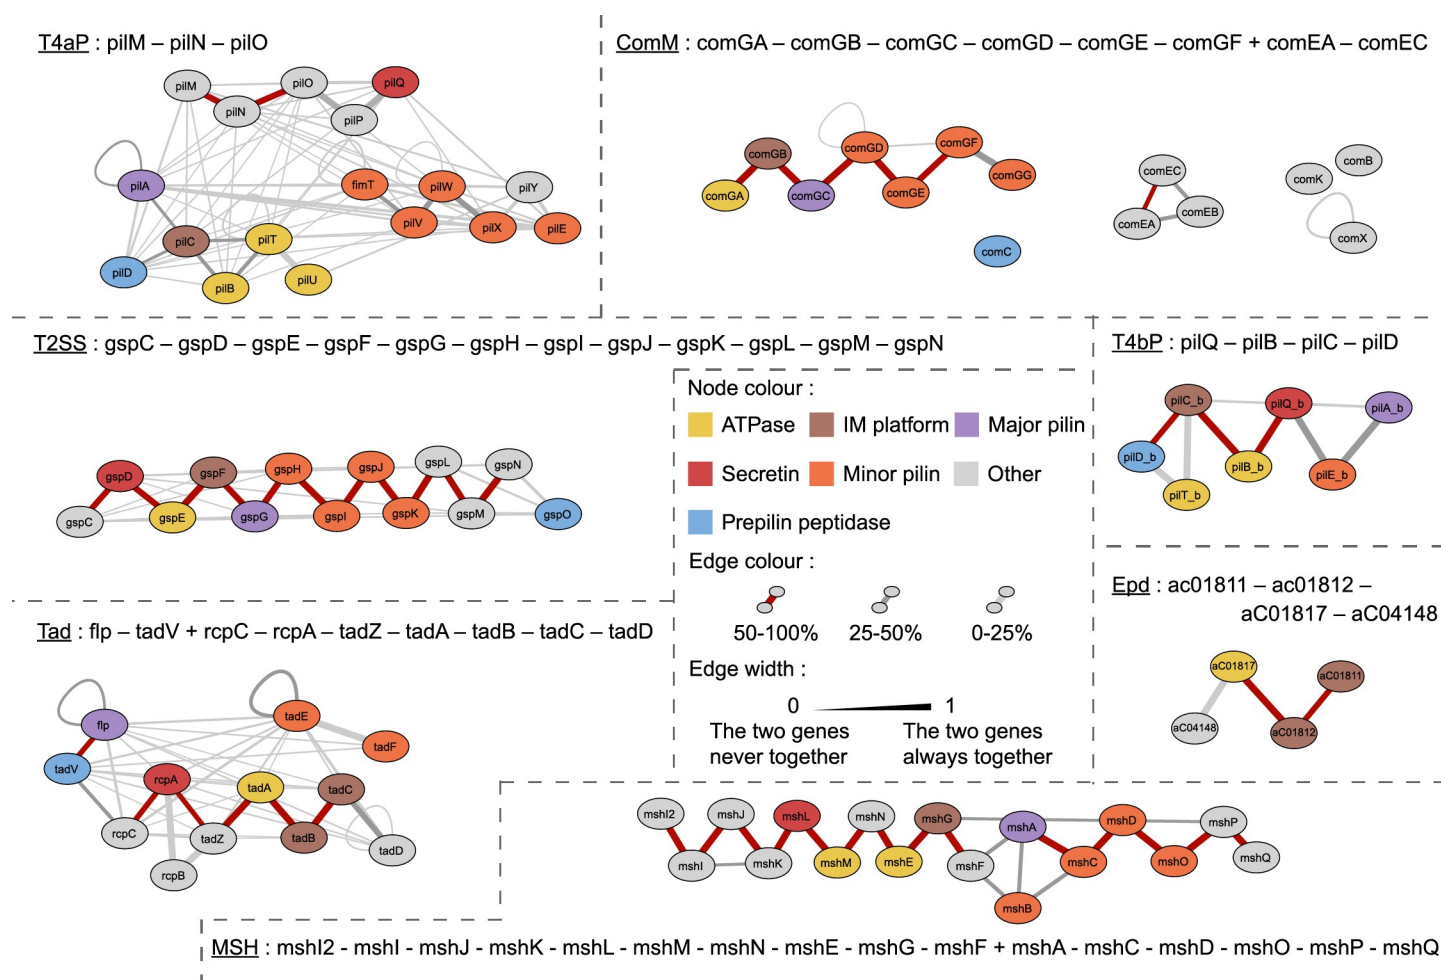 T4aP : pilM – pilN – pilO
pilM
pilO
pilQ
pilN
pilP
pilA
fimT
pilW
pilY
pilV
pilX
pilE
pilC
pilT
pilD
pilB
pilU
ComM : comGA – comGB – comGC – comGD – comGE – comGF + comEA – comEC
comGB
comGD
comGF
comGG
comGA
comGC
comGE
comC
comEC
comEA
comEB
comB
comK
comX
T2SS : gspC – gspD – gspE – gspF – gspG – gspH – gspI – gspJ – gspK – gspL – gspM – gspN
gspD
gspF
gspH
gspJ
gspL
gspN
gspC
gspE
gspG
gspI
gspK
gspM
gspO
Node colour :
ATPase
IM platform
Major pilin
Secretin
Minor pilin
Other
Prepilin peptidase
Edge colour :
50-100%
25-50%
0-25%
Edge width :
0
1
The two genes
never together
The two genes
always together
T4bP : pilQ – pilB – pilC – pilD
pilC_b
pilQ_b
pilA_b
pilD_b
pilB_b
pilE_b
pilT_b
Epd : ac01811 – ac01812 –
aC01817 – aC04148
aC01817
aC01811
aC04148
aC01812
Tad : flp – tadV + rcpC – rcpA – tadZ – tadA – tadB – tadC – tadD
flp
tadE
tadF
tadV
rcpA
tadA
tadC
rcpC
tadZ
tadB
tadD
rcpB
mshI2
mshJ
mshL
mshN
mshG
mshA
mshD
mshP
mshI
mshK
mshM
mshE
mshF
mshC
mshO
mshQ
mshB
MSH : mshI2 - mshI - mshJ - mshK - mshL - mshM - mshN - mshE - mshG - mshF + mshA - mshC - mshD - mshO - mshP - mshQ